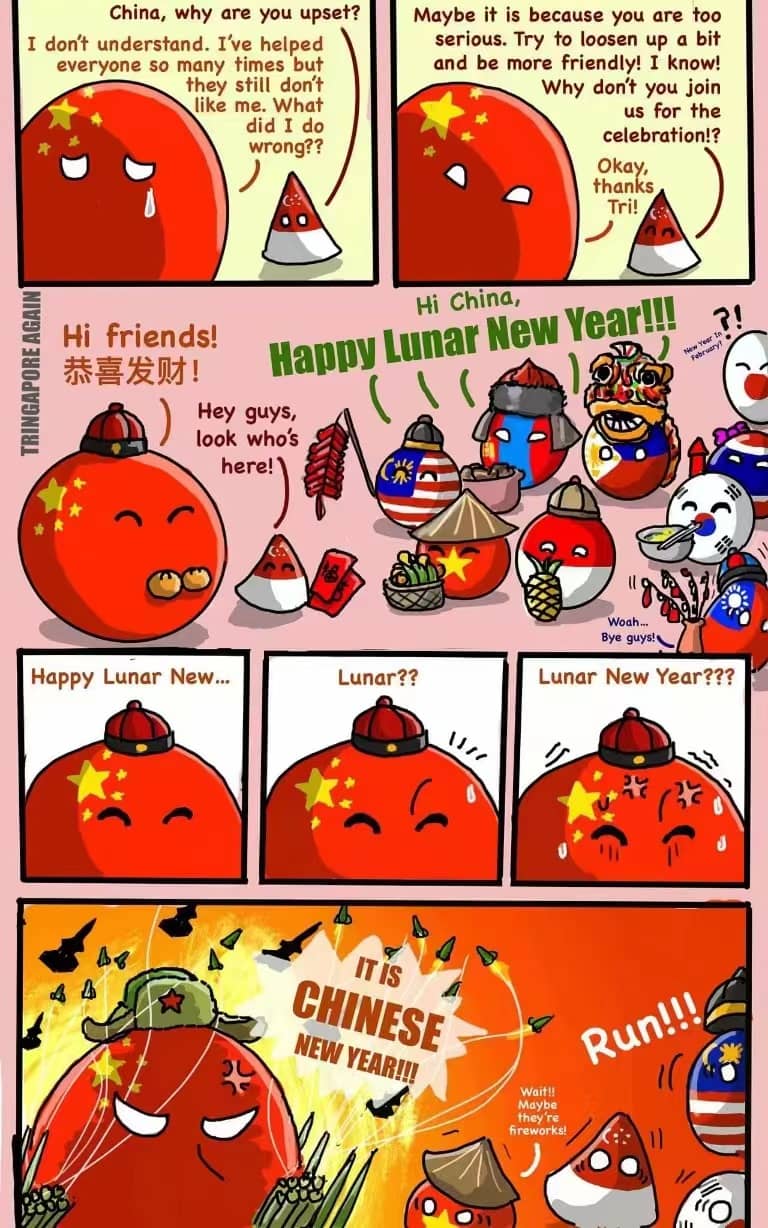 China, why are you upset?
I don't understand. I've helped
everyone so many times but
they still don't
like me. What
did I do
wrong??
Maybe it is because you are too
serious. Try to loosen up a bit
and be more friendly! I know!
Why don't you join
us for the
celebration!?
Okay,
thanks
Tri!
TRINGAPORE AGAIN
Hi friends!
恭喜发财!
Hey guys,
look who's
here!
Hi China,
Happy Lunar New Year!!!
?!
New Year In
February?
福
Woah...
Bye guys!
Happy Lunar New...
Lunar??
Lunar New Year???
IT IS
CHINESE
NEW YEAR!!!
Run!!!
Wait!!
Maybe
they're
fireworks!